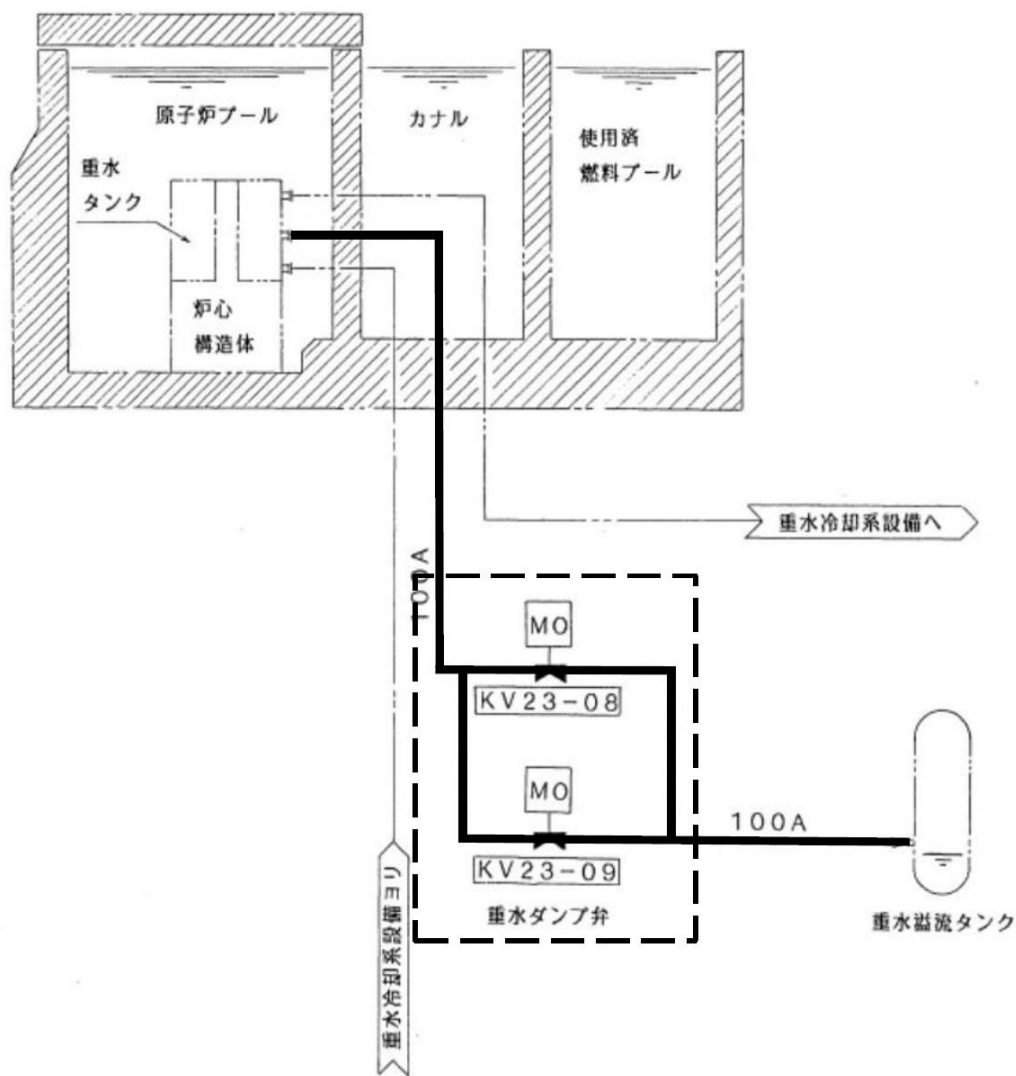 原子炉プール
カナル
使用済
燃料プール
重水
タンク
炉心
構造体
重水冷却系設備へ
100A
MO
KV23-08
MO
KV23-09
重水ダンプ弁
100A
重水溢流タンク
重水冷却系設備ヨリ